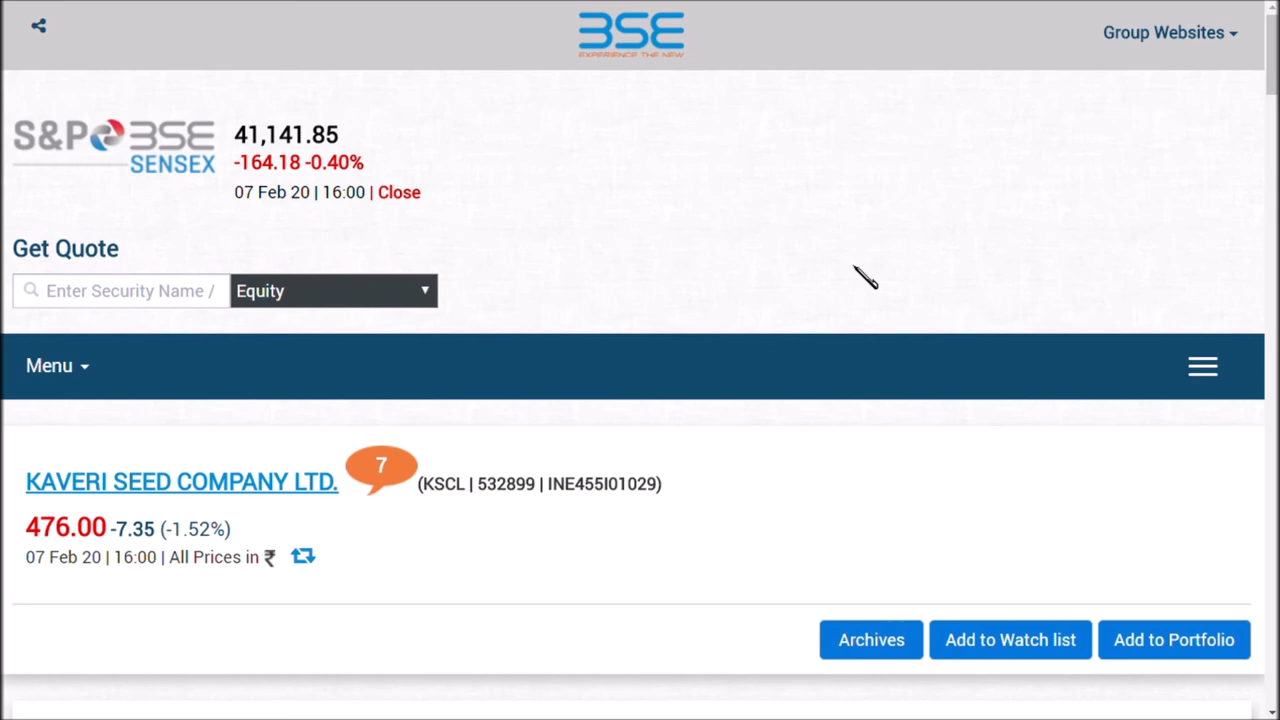 BSE
EXPERIENCE THE NEW
Group Websites
S&P BSE
SENSEX
41,141.85
-164.18 -0.40%
07 Feb 20 | 16:00 | Close
Get Quote
Enter Security Name /
Equity
Menu
KAVERI SEED COMPANY LTD.
7
(KSCL | 532899 | INE455I01029)
476.00 -7.35 (-1.52%)
07 Feb 20 | 16:00 | All Prices in ₹
Archives
Add to Watch list
Add to Portfolio